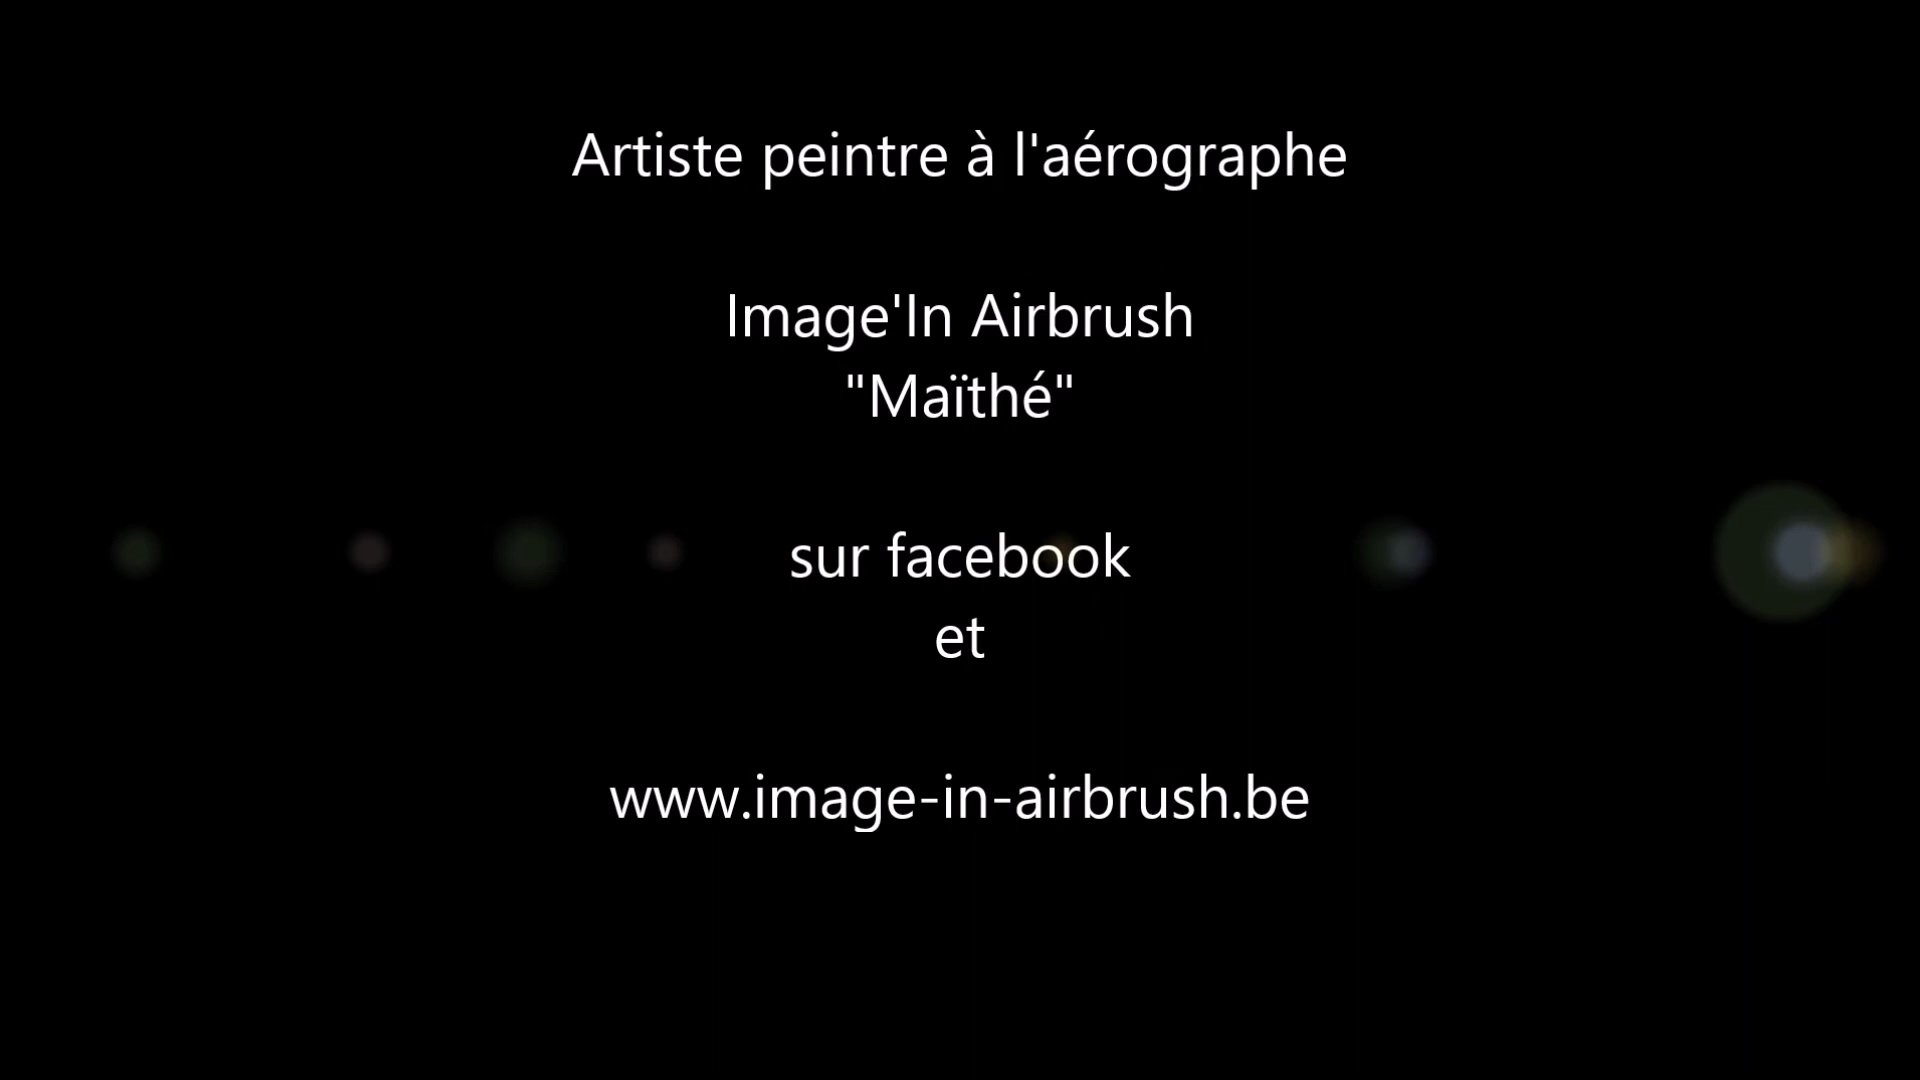 Artiste peintre à l'aérographe
Image'In Airbrush
"Maïthé"
sur facebook
et
www.image-in-airbrush.be